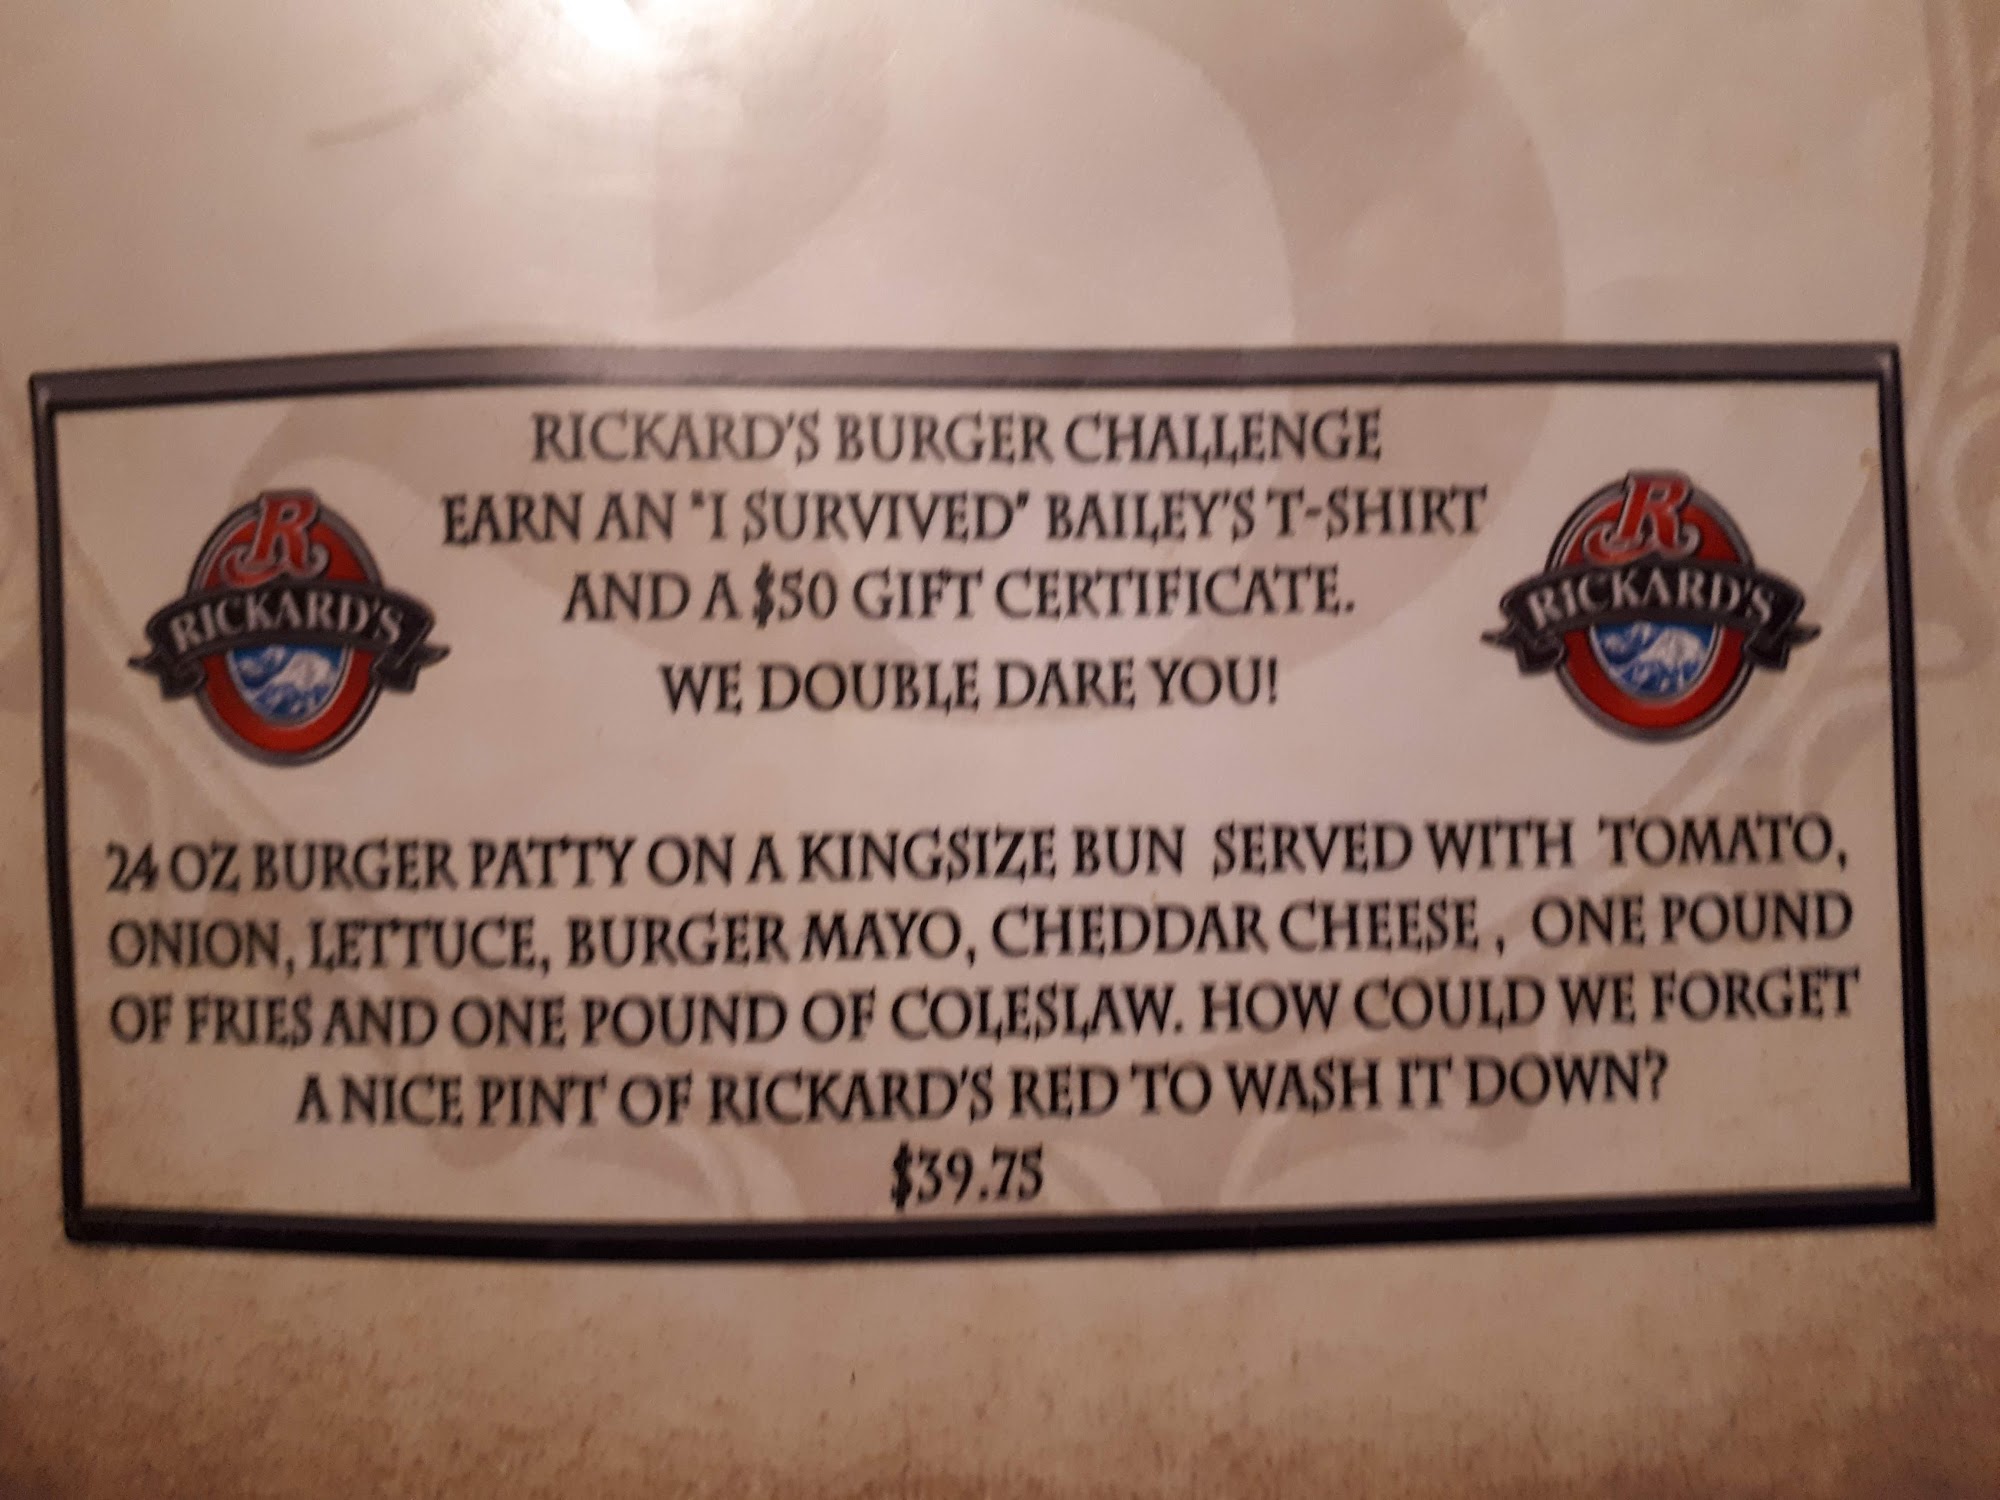 RICKARD'S BURGER CHALLENGE
EARN AN "I SURVIVED" BAILEY'S T-SHIRT
AND A $50 GIFT CERTIFICATE.
WE DOUBLE DARE YOU!
R
RICKARD'S
R
RICKARD'S
24 OZ BURGER PATTY ON A KINGSIZE BUN SERVED WITH TOMATO,
ONION, LETTUCE, BURGER MAYO, CHEDDAR CHEESE , ONE POUND
OF FRIES AND ONE POUND OF COLESLAW. HOW COULD WE FORGET
A NICE PINT OF RICKARD'S RED TO WASH IT DOWN?
$39.75